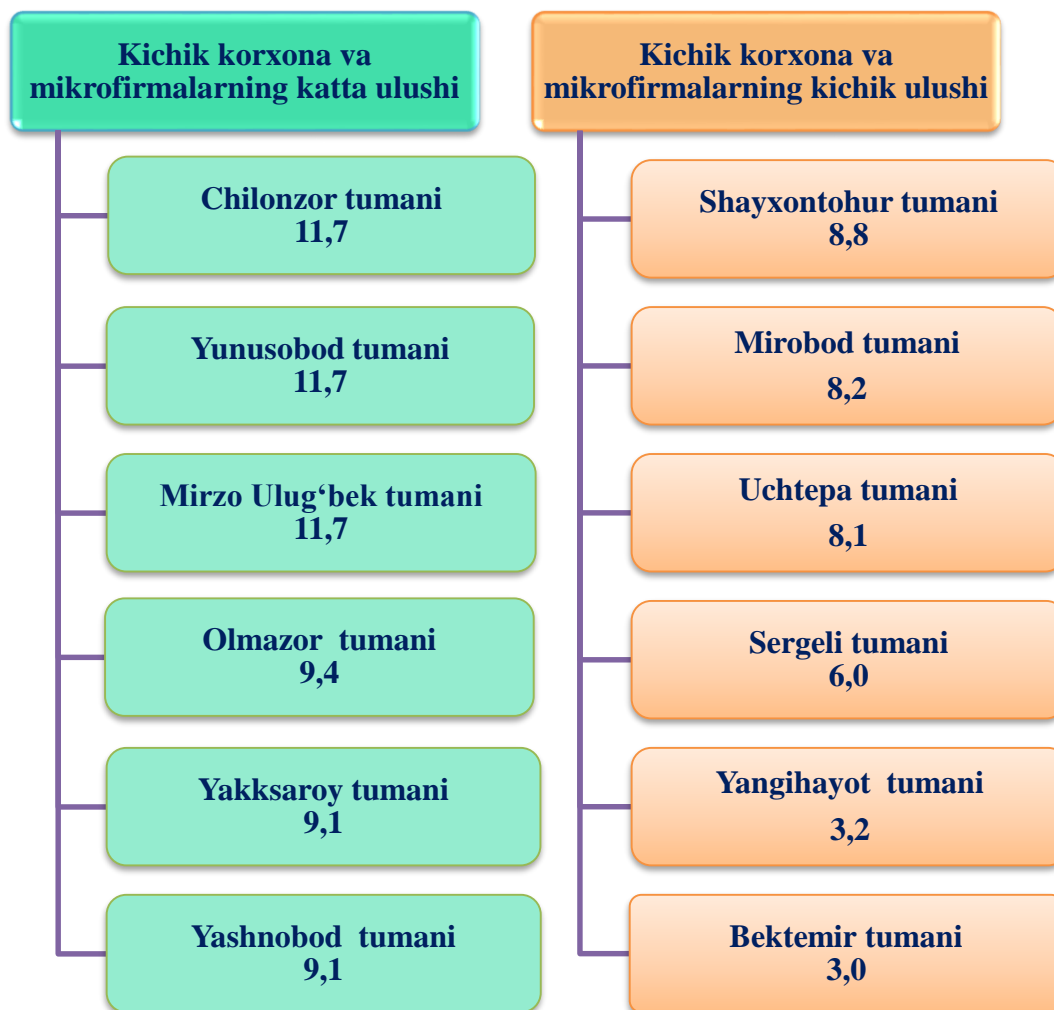 Kichik korxona va
mikrofirmalarning katta ulushi
Chilonzor tumani
11,7
Yunusobod tumani
11,7
Mirzo Ulug‘bek tumani
11,7
Olmazor tumani
9,4
Yakksaroy tumani
9,1
Yashnobod tumani
9,1
Kichik korxona va
mikrofirmalarning kichik ulushi
Shayxontohur tumani
8,8
Mirobod tumani
8,2
Uchtepa tumani
8,1
Sergeli tumani
6,0
Yangihayot tumani
3,2
Bektemir tumani
3,0